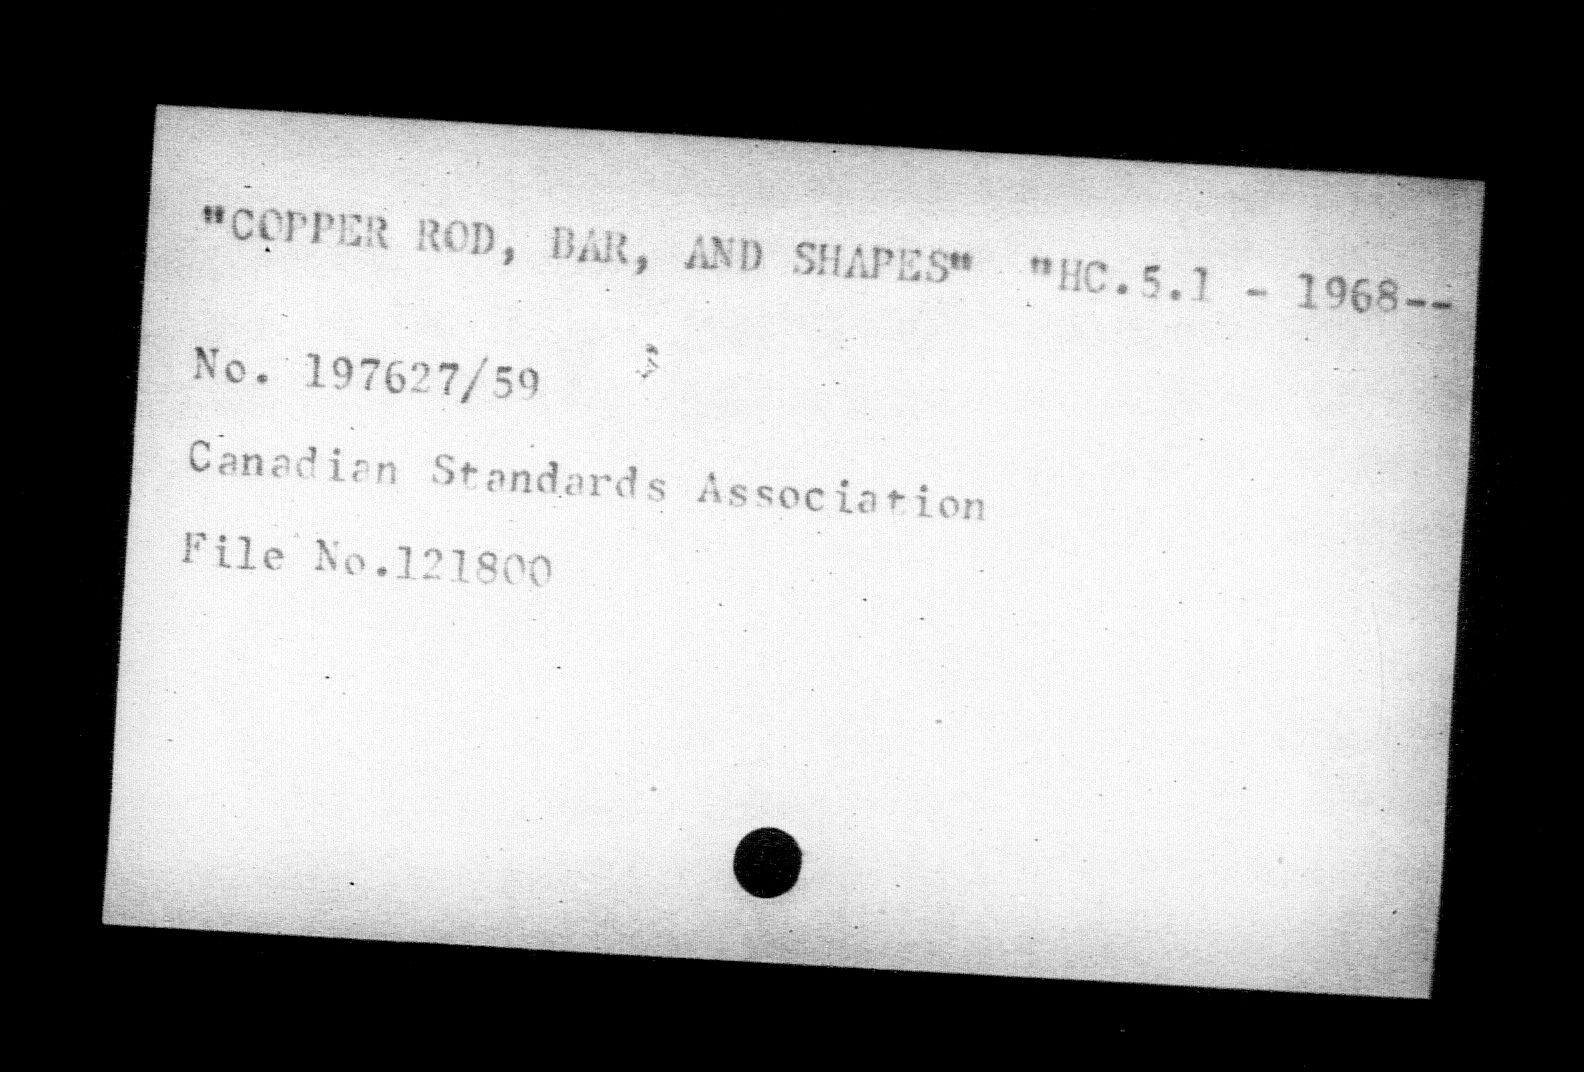 "COPPER ROD, BAR, AND SHAPES" "HC.5.1 - 1968--
No. 197627/59
Canadian Standards Association
File No.121800